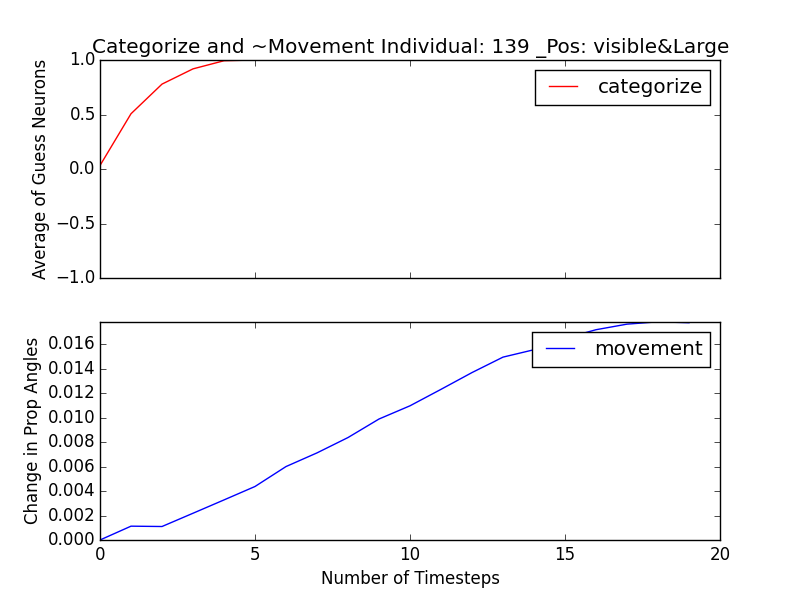 Categorize and ~Movement Individual: 139 _Pos: visible&Large
1.0
0.5
0.0
−0.5
−1.0
Average of Guess Neurons
categorize
0.016
0.014
0.012
0.010
0.008
0.006
0.004
0.002
0.000
Change in Prop Angles
movement
0 5 10 15 20
Number of Timesteps